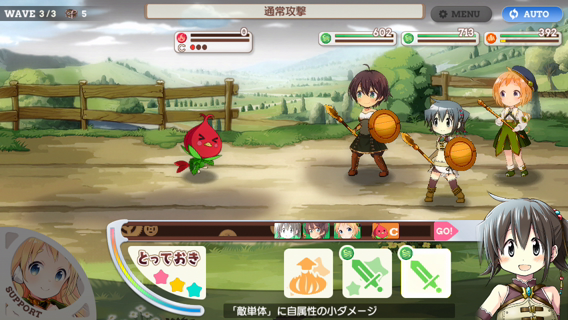 WAVE 3/3 5
通常攻撃
MENU
AUTO
0
C
602
713
392
C
GO!
とっておき
SUPPORT
「敵単体」に自属性の小ダメージ